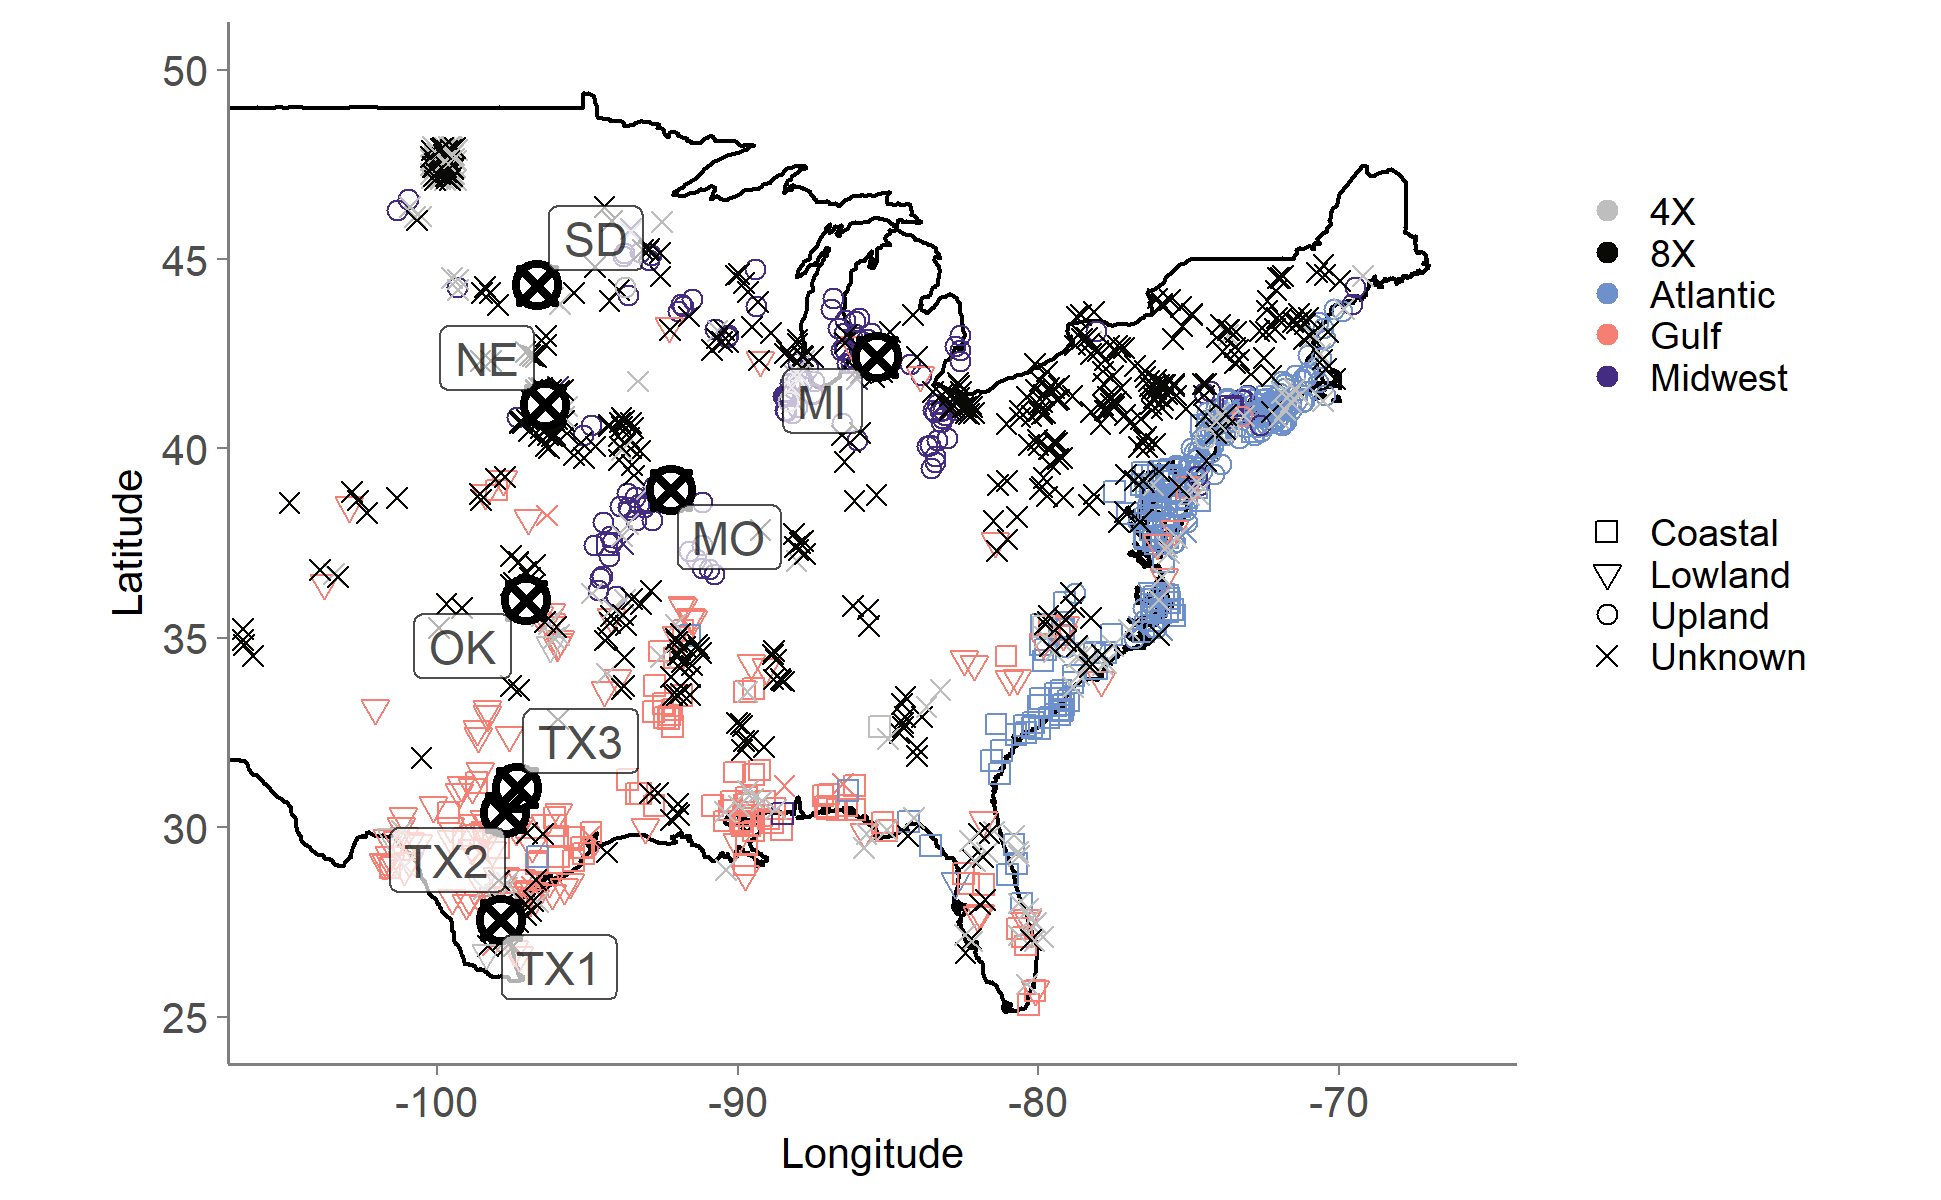 50
45
40
35
30
25
Latitude
-100
-90
-80
-70
Longitude
SD
NE
MI
MO
OK
TX3
TX2
TX1
4X
8X
Atlantic
Gulf
Midwest
Coastal
Lowland
Upland
Unknown